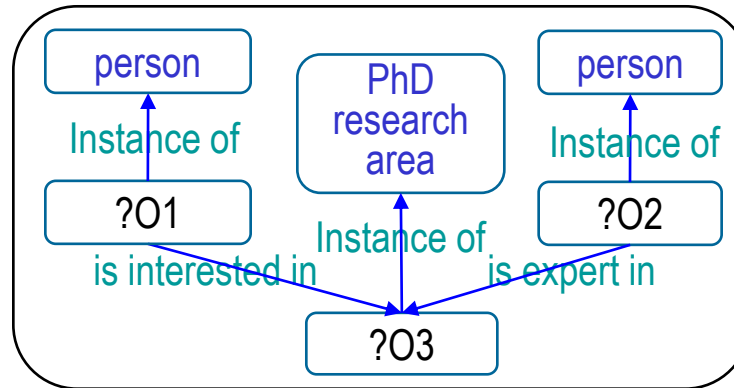 person
PhD
research
area
person
Instance of
Instance of
?O1
Instance of
?O2
is interested in
is expert in
?O3